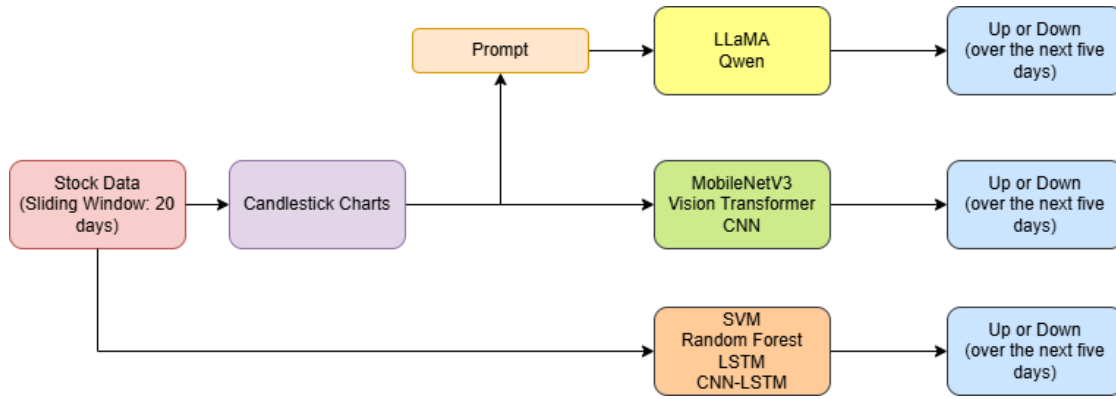 Prompt
LLaMA
Qwen
Up or Down
(over the next five
days)
Stock Data
(Sliding Window: 20
days)
Candlestick Charts
MobileNetV3
Vision Transformer
CNN
Up or Down
(over the next five
days)
SVM
Random Forest
LSTM
CNN-LSTM
Up or Down
(over the next five
days)